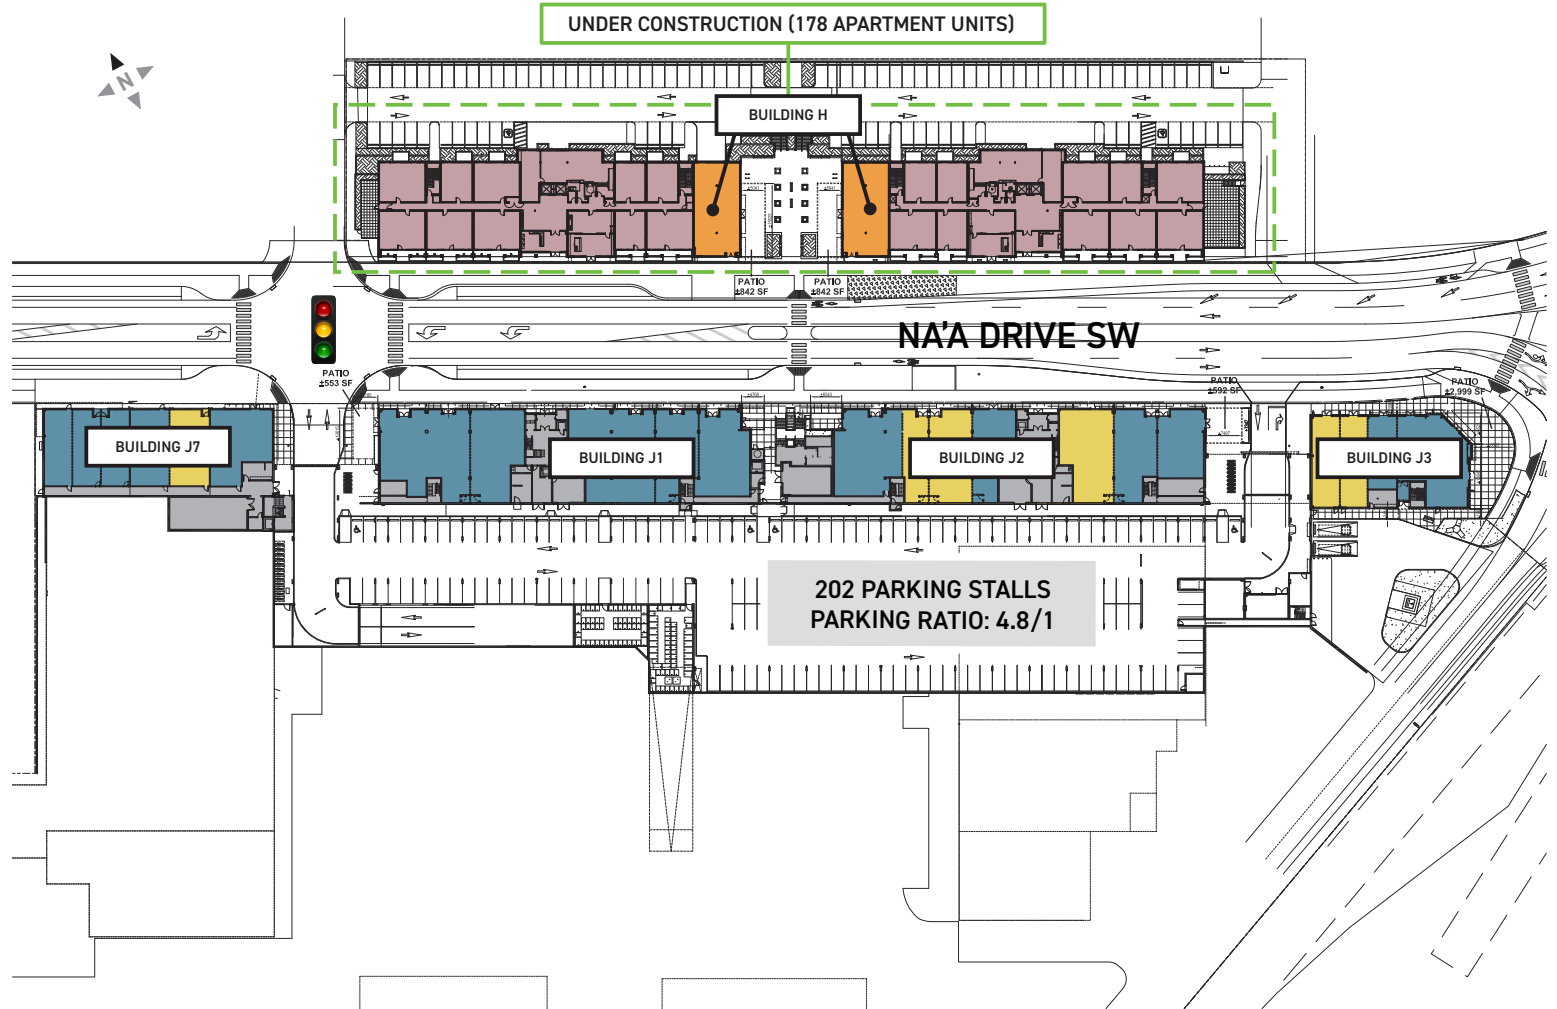 UNDER CONSTRUCTION (178 APARTMENT UNITS)
N
BUILDING H
PATIO
±842 SF
PATIO
±842 SF
NA'A DRIVE SW
PATIO
±553 SF
PATIO
±592 SF
PATIO
±2,999 SF
BUILDING J7
BUILDING J1
BUILDING J2
BUILDING J3
202 PARKING STALLS
PARKING RATIO: 4.8/1